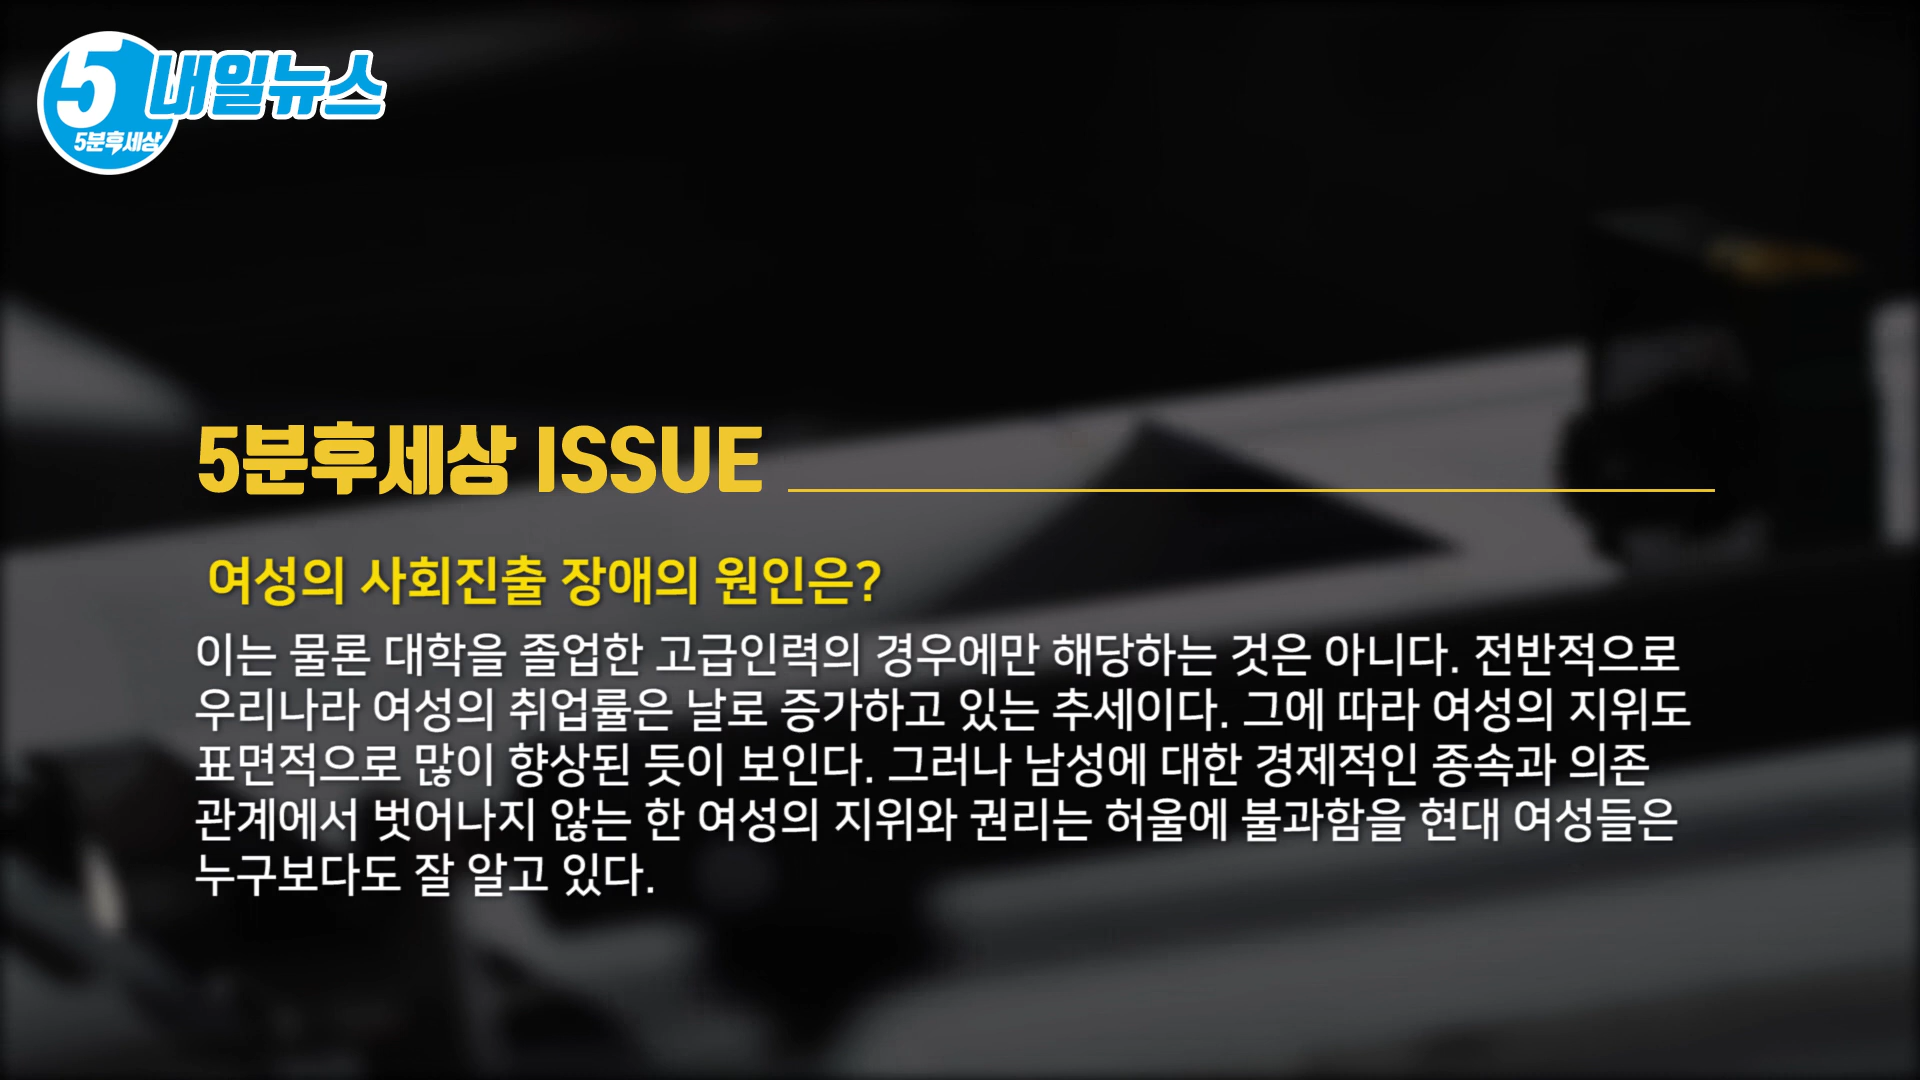 5 내일뉴스
5분후세상
5분후세상 ISSUE
여성의 사회진출 장애의 원인은?
이는 물론 대학을 졸업한 고급인력의 경우에만 해당하는 것은 아니다. 전반적으로
우리나라 여성의 취업률은 날로 증가하고 있는 추세이다. 그에 따라 여성의 지위도
표면적으로 많이 향상된 듯이 보인다. 그러나 남성에 대한 경제적인 종속과 의존
관계에서 벗어나지 않는 한 여성의 지위와 권리는 허울에 불과함을 현대 여성들은
누구보다도 잘 알고 있다.